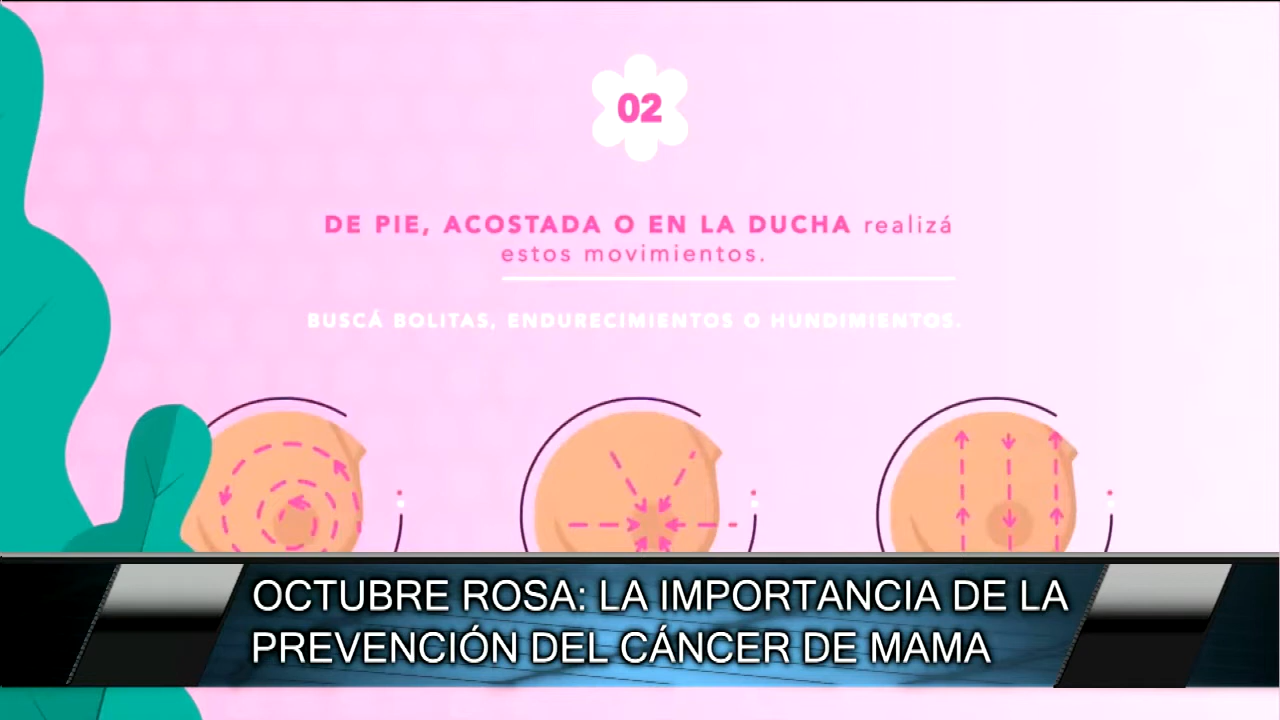 02
DE PIE, ACOSTADA O EN LA DUCHA realizá
estos movimientos.
BUSCÁ BOLITAS, ENDURECIMIENTOS O HUNDIMIENTOS.
OCTUBRE ROSA: LA IMPORTANCIA DE LA
PREVENCIÓN DEL CÁNCER DE MAMA